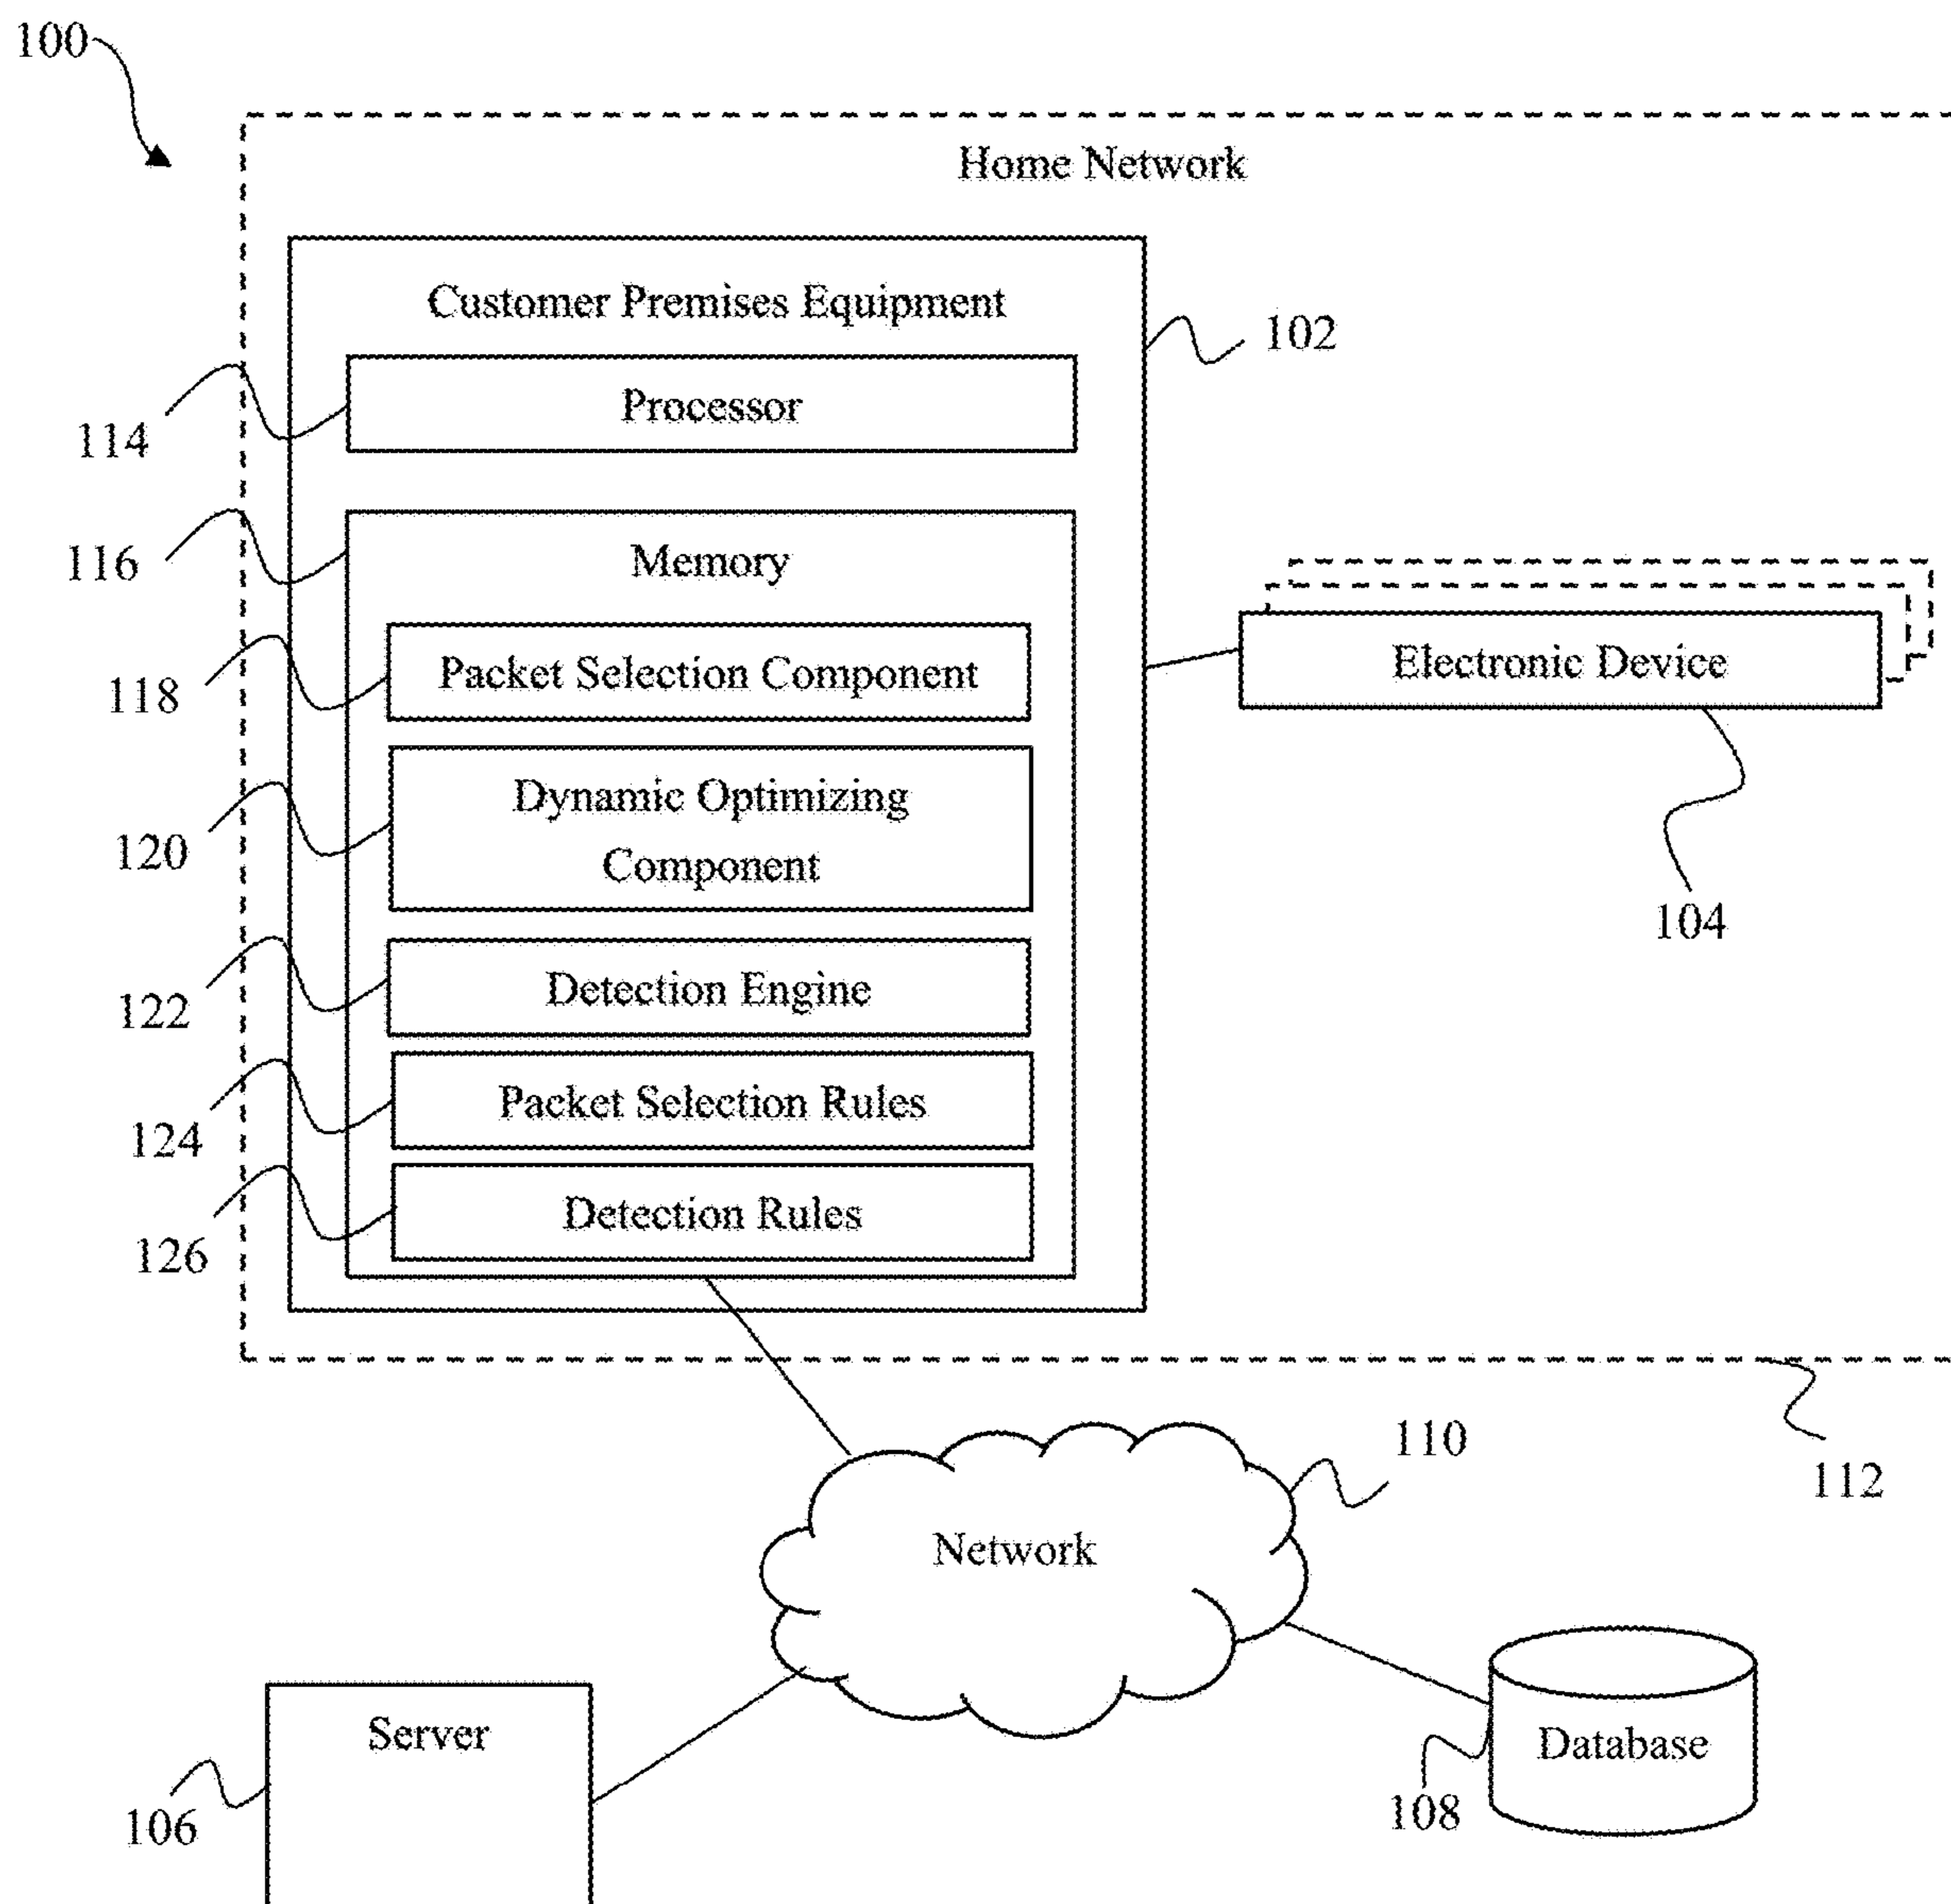 100
Home Network
Customer Premises Equipment
102
Processor
114
Memory
116
Packet Selection Component
118
Electronic Device
Dynamic Optimizing
Component
120
104
Detection Engine
122
Packet Selection Rules
124
Detection Rules
126
110
112
Network
Server
Database
106
108